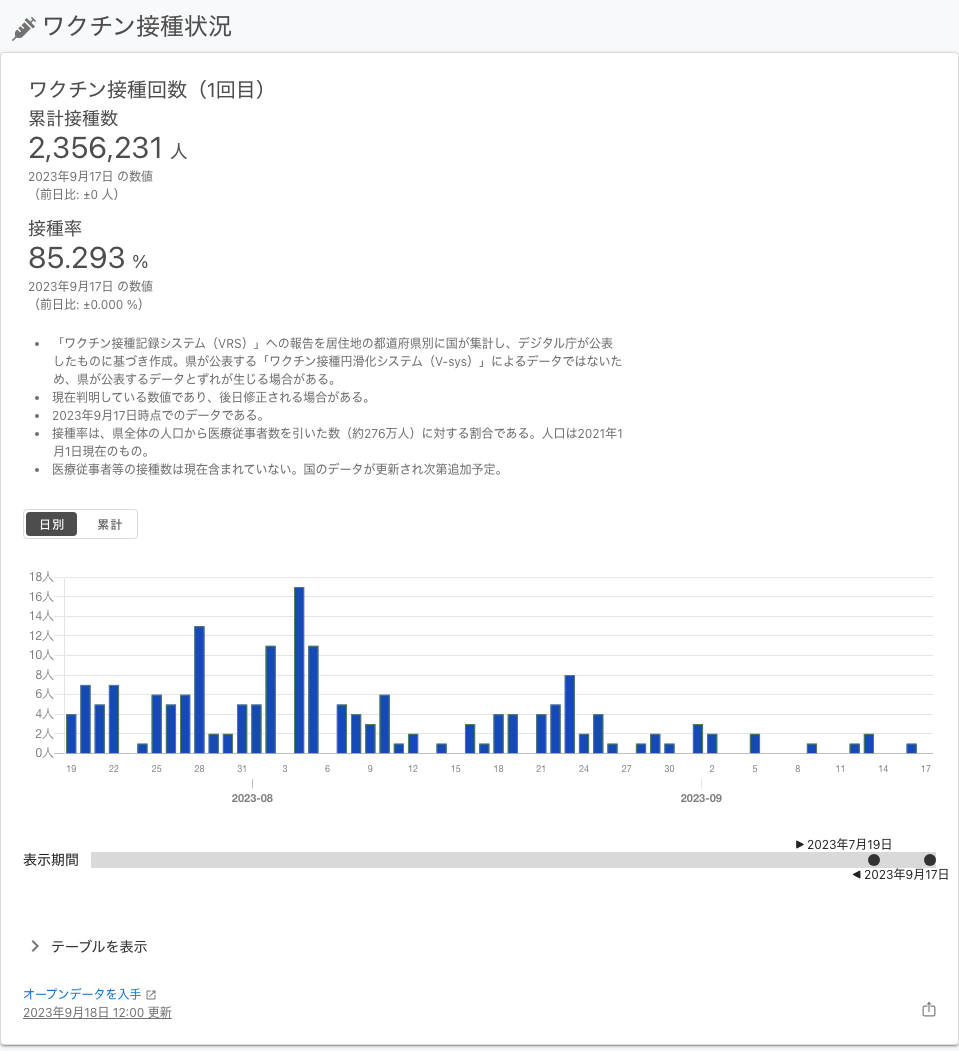 ワクチン接種状況
ワクチン接種回数（1回目）
累計接種数
2,356,231 人
2023年9月17日 の数値
（前日比: ±0 人）
接種率
85.293 %
2023年9月17日 の数値
（前日比: ±0.000 %）
• 「ワクチン接種記録システム（VRS）」への報告を居住地の都道府県別に国が集計し、デジタル庁が公表
したものに基づき作成。県が公表する「ワクチン接種円滑化システム（V-sys）」によるデータではないた
め、県が公表するデータとずれが生じる場合がある。
• 現在判明している数値であり、後日修正される場合がある。
• 2023年9月17日時点でのデータである。
• 接種率は、県全体の人口から医療従事者数を引いた数（約276万人）に対する割合である。人口は2021年1
月1日現在のもの。
• 医療従事者等の接種数は現在含まれていない。国のデータが更新され次第追加予定。
日別 累計
18人
16人
14人
12人
10人
8人
6人
4人
2人
0人
19 22 25 28 31 3 6 9 12 15 18 21 24 27 30 2 5 8 11 14 17
2023-08 2023-09
▶ 2023年7月19日
表示期間
◀ 2023年9月17日
テーブルを表示
オープンデータを入手
2023年9月18日 12:00 更新